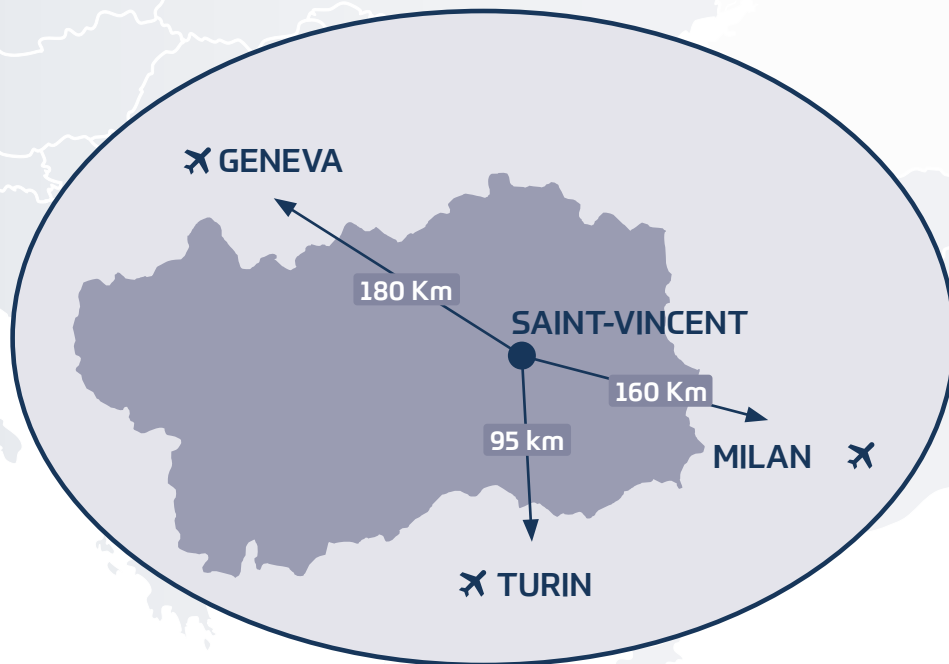 GENEVA
180 Km
SAINT-VINCENT
160 Km
95 km
MILAN
TURIN